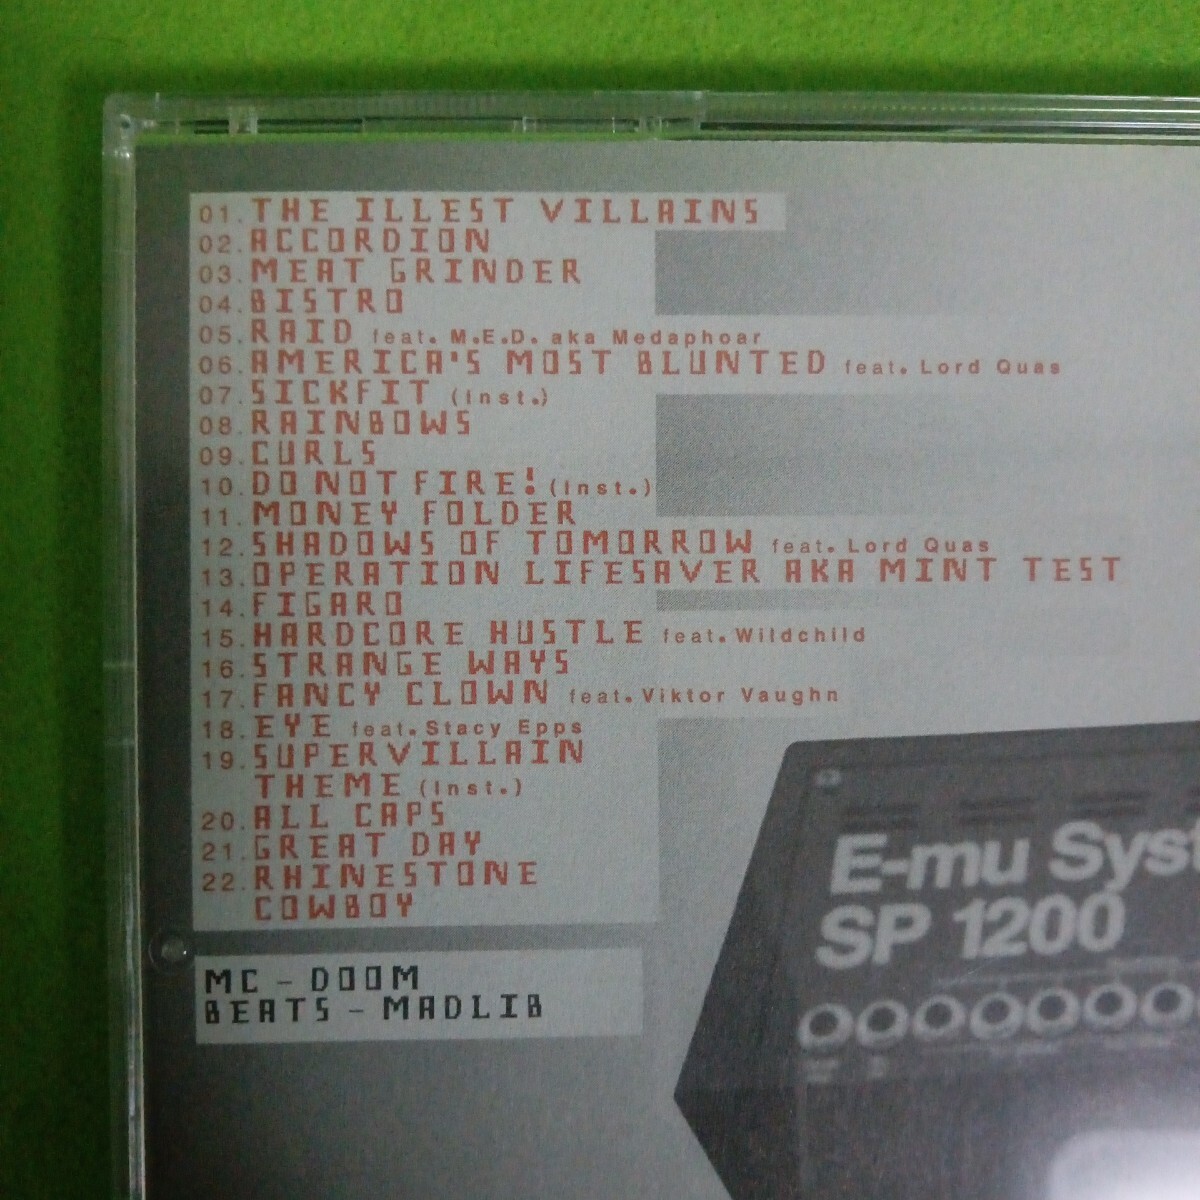 01. THE ILLEST VILLAINS
02. ACCORDION
03. MEAT GRINDER
04. BISTRO
05. RAID feat. M.E.D. aka Medaphoar
06. AMERICA'S MOST BLUNTED feat. Lord Quas
07. SICKFIT (Inst.)
08. RAINBOWS
09. CURLS
10. DO NOT FIRE! (Inst.)
11. MONEY FOLDER
12. SHADOWS OF TOMORROW feat. Lord Quas
13. OPERATION LIFESAVER AKA MINT TEST
14. FIGARO
15. HARDCORE HUSTLE feat. Wildchild
16. STRANGE WAYS
17. FANCY CLOWN feat. Viktor Vaughn
18. EYE feat. Stacy Epps
19. SUPERVILLAIN
THEME (Inst.)
20. ALL CAPS
21. GREAT DAY
22. RHINESTONE
COWBOY
MC - DOOM
BEATS - MADLIB
E-mu Syst
SP 1200